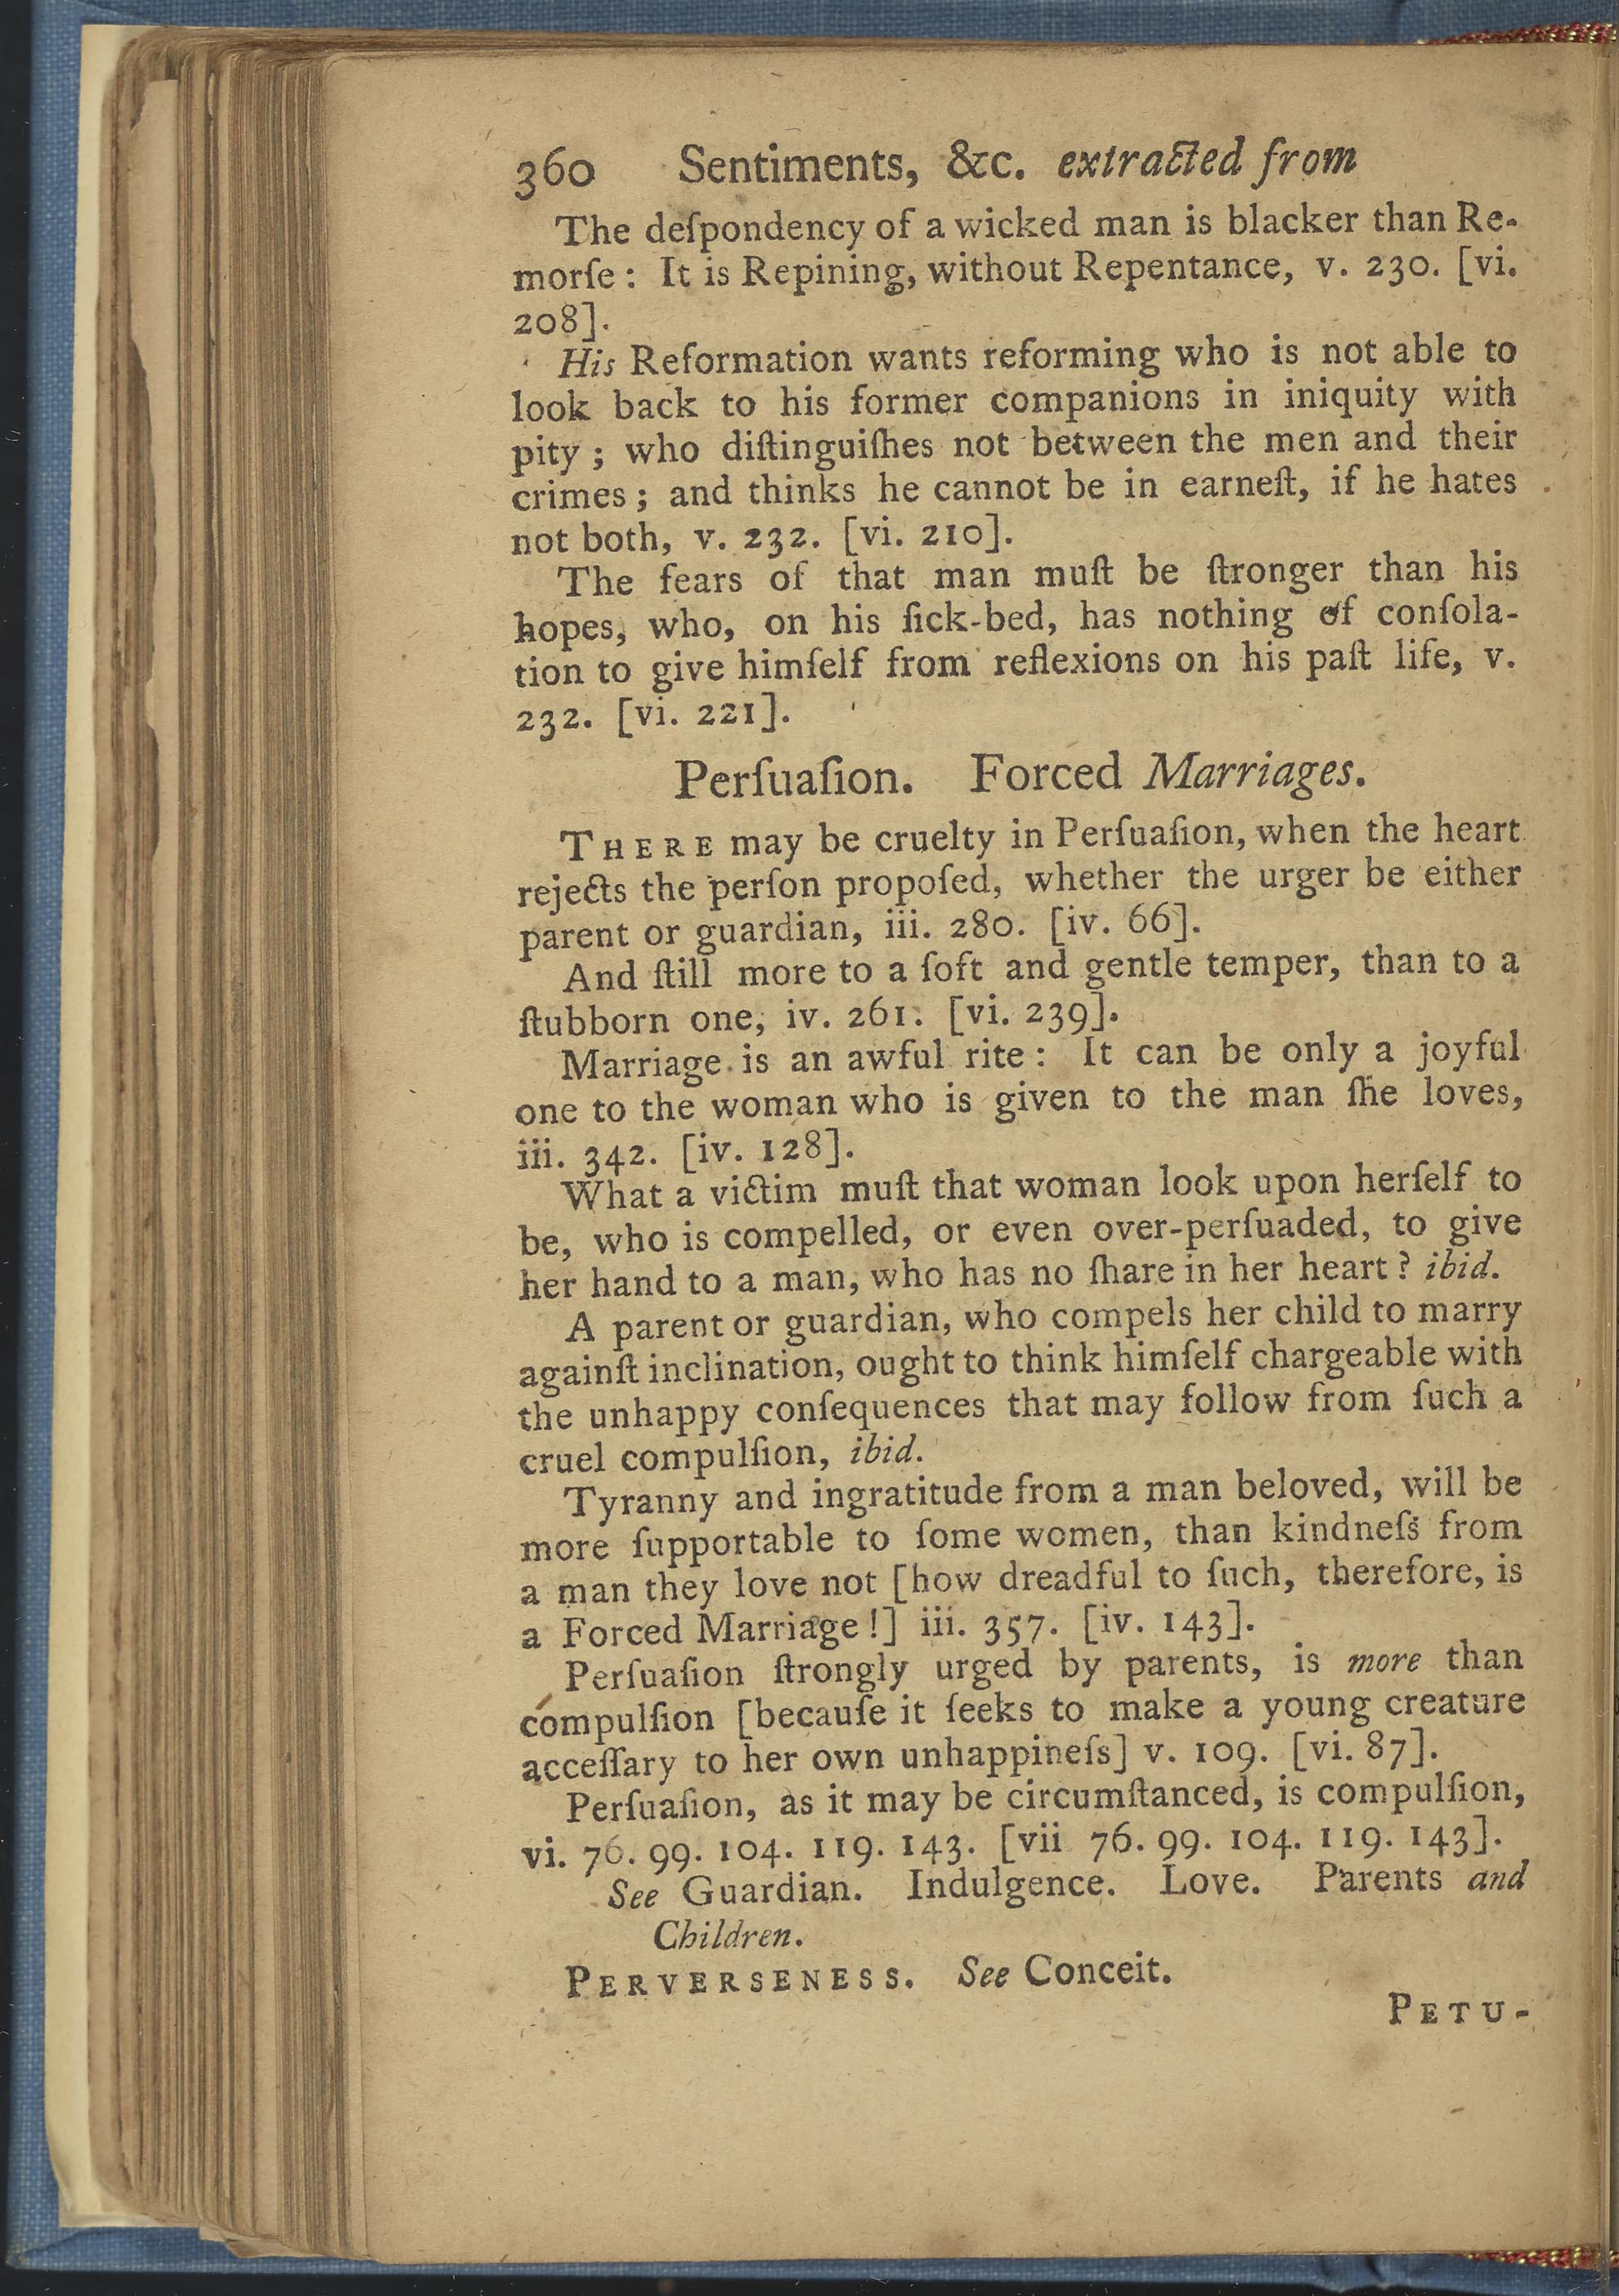 360 Sentiments, &c. extracted from
The deſpondency of a wicked man is blacker than Re-
morſe: It is Repining, without Repentance, v. 230. [vi.
208].
His Reformation wants reforming who is not able to
look back to his former companions in iniquity with
pity; who diſtinguiſhes not between the men and their
crimes; and thinks he cannot be in earneſt, if he hates
not both, v. 232. [vi. 210].
The fears of that man muſt be ſtronger than his
hopes, who, on his ſick-bed, has nothing of conſola-
tion to give himſelf from reflexions on his paſt life, v.
232. [vi. 221].
Perſuaſion. Forced Marriages.
THERE may be cruelty in Perſuaſion, when the heart
rejects the perſon propoſed, whether the urger be either
parent or guardian, iii. 280. [iv. 66].
And ſtill more to a ſoft and gentle temper, than to a
ſtubborn one, iv. 261. [vi. 239].
Marriage is an awful rite: It can be only a joyful
one to the woman who is given to the man ſhe loves,
iii. 342. [iv. 128].
What a victim muſt that woman look upon herſelf to
be, who is compelled, or even over-perſuaded, to give
her hand to a man, who has no ſhare in her heart? ibid.
A parent or guardian, who compels her child to marry
againſt inclination, ought to think himſelf chargeable with
the unhappy conſequences that may follow from ſuch a
cruel compulſion, ibid.
Tyranny and ingratitude from a man beloved, will be
more ſupportable to ſome women, than kindneſs from
a man they love not [how dreadful to ſuch, therefore, is
a Forced Marriage!] iii. 357. [iv. 143].
Perſuaſion ſtrongly urged by parents, is more than
compulſion [becauſe it ſeeks to make a young creature
acceſſary to her own unhappineſs] v. 109. [vi. 87].
Perſuaſion, as it may be circumſtanced, is compulſion,
vi. 76. 99. 104. 119. 143. [vii 76. 99. 104. 119. 143].
See Guardian. Indulgence. Love. Parents and
Children.
PERVERSENESS. See Conceit.
PETU-